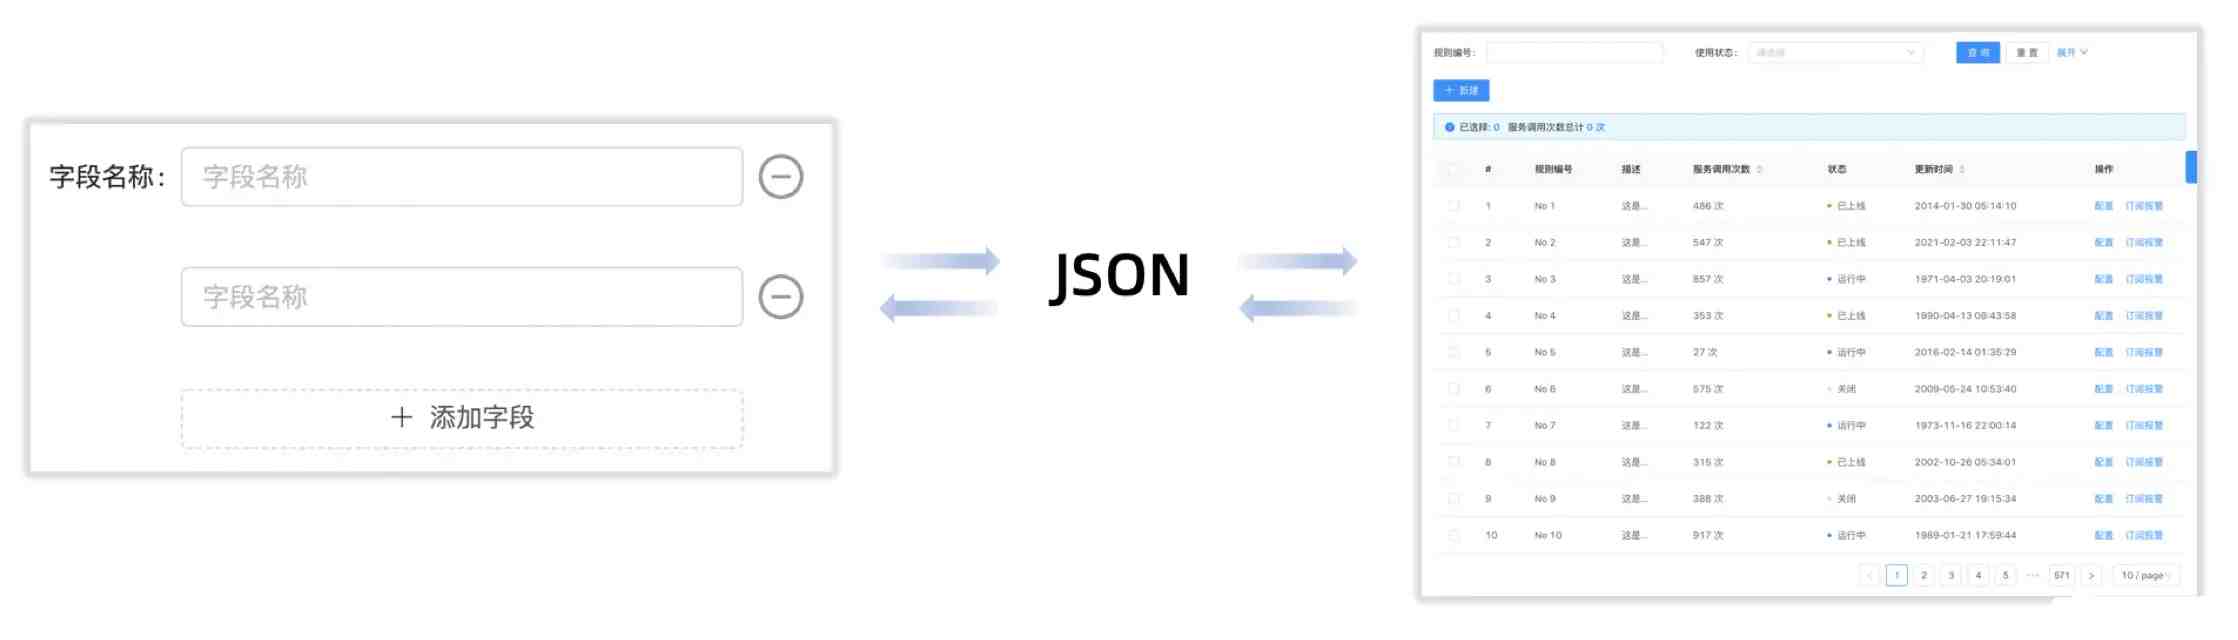 字段名称:
字段名称
字段名称
+ 添加字段
JSON
规则编号: 使用状态: 请选择 查 询 重 置 展开
+ 新建
已选择: 0 服务调用次数总计 0 次
# 规则编号 描述 服务调用次数 状态 更新时间 操作
1 No 1 这是... 486 次 已上线 2014-01-30 05:14:10 配置 订阅报警
2 No 2 这是... 547 次 已上线 2021-02-03 22:11:47 配置 订阅报警
3 No 3 这是... 857 次 运行中 1971-04-03 20:19:01 配置 订阅报警
4 No 4 这是... 353 次 已上线 1990-04-13 08:43:58 配置 订阅报警
5 No 5 这是... 27 次 运行中 2016-02-14 01:35:29 配置 订阅报警
6 No 6 这是... 575 次 关闭 2009-05-24 10:53:40 配置 订阅报警
7 No 7 这是... 122 次 运行中 1973-11-16 22:00:14 配置 订阅报警
8 No 8 这是... 315 次 已上线 2002-10-26 05:34:01 配置 订阅报警
9 No 9 这是... 388 次 关闭 2003-06-27 19:15:34 配置 订阅报警
10 No 10 这是... 917 次 运行中 1989-01-21 17:59:44 配置 订阅报警
< 1 2 3 4 5 ··· 571 > 10 / page